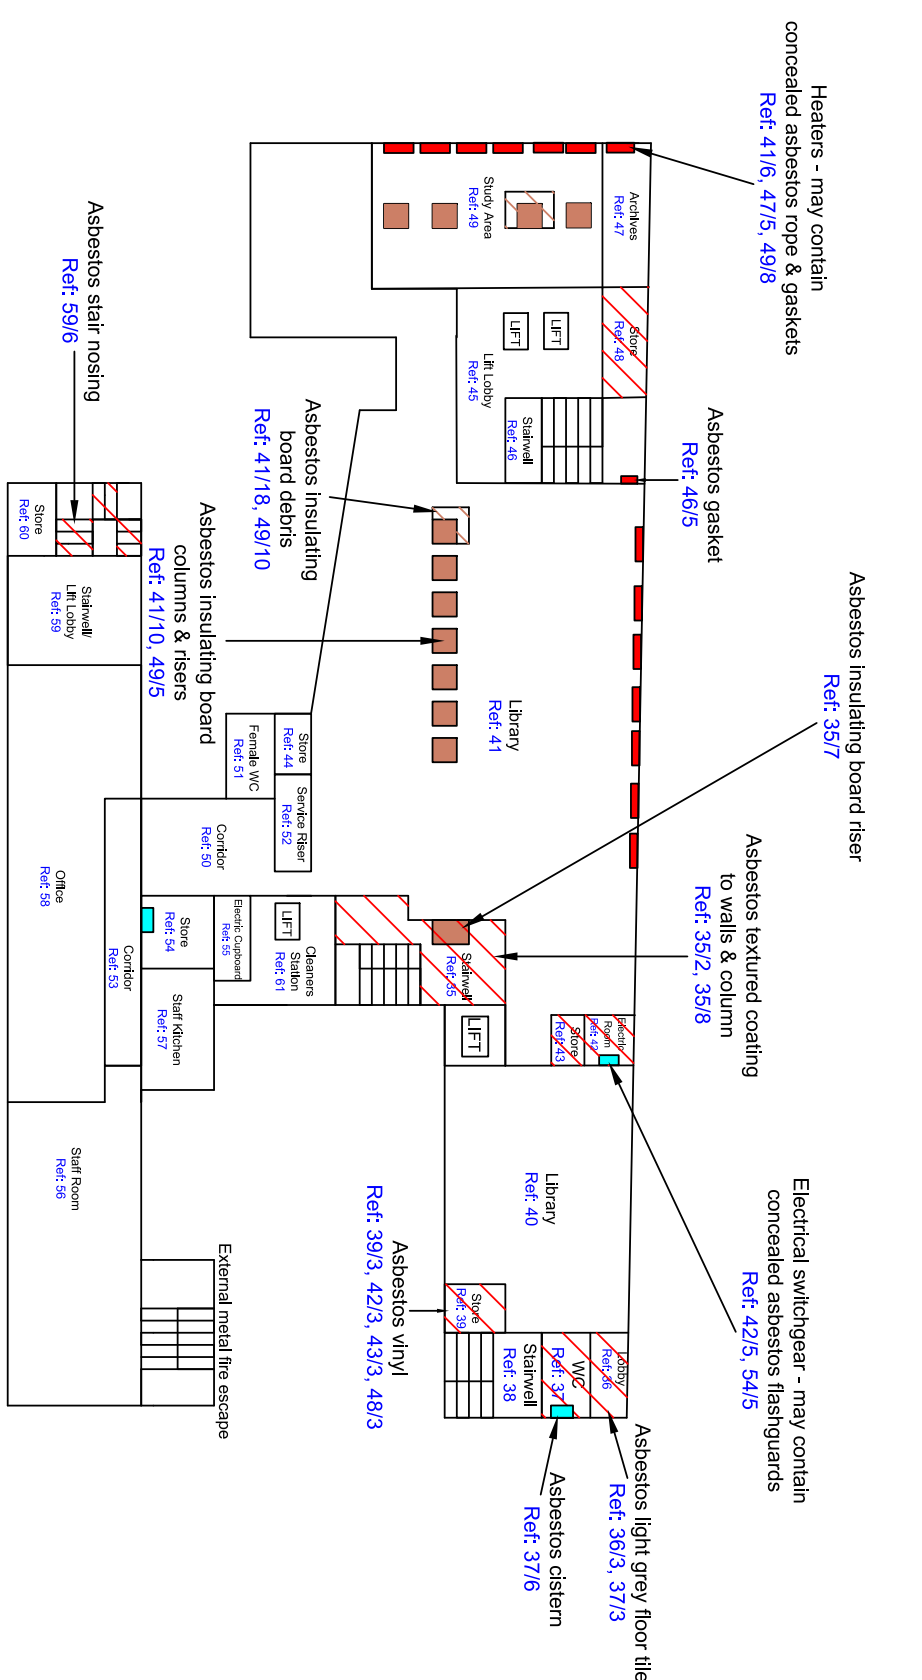 Heaters - may contain
concealed asbestos rope & gaskets
Ref: 41/6, 47/5, 49/8
Asbestos gasket
Ref: 46/5
Asbestos insulating board riser
Ref: 35/7
Asbestos textured coating
to walls & column
Ref: 35/2, 35/8
Electrical switchgear - may contain
concealed asbestos flashguards
Ref: 42/5, 54/5
Asbestos light grey floor tile
Ref: 36/3, 37/3
Asbestos cistern
Ref: 37/6
Asbestos vinyl
Ref: 39/3, 42/3, 43/3, 48/3
Asbestos insulating
board debris
Ref: 41/18, 49/10
Asbestos insulating board
columns & risers
Ref: 41/10, 49/5
Asbestos stair nosing
Ref: 59/6
Archives
Ref: 47
Store
Ref: 48
Study Area
Ref: 49
LIFT
LIFT
Lift Lobby
Ref: 45
Stairwell
Ref: 46
Library
Ref: 41
Electric
Room
Ref: 42
Store
Ref: 43
Stairwell
Ref: 35
LIFT
Library
Ref: 40
Store
Ref: 39
Lobby
Ref: 36
WC
Ref: 37
Stairwell
Ref: 38
Store
Ref: 44
Service Riser
Ref: 52
Female WC
Ref: 51
Corridor
Ref: 50
LIFT
Cleaners
Station
Ref: 61
Electric Cupboard
Ref: 55
Store
Ref: 54
Staff Kitchen
Ref: 57
Corridor
Ref: 53
Store
Ref: 60
Stairwell/
Lift Lobby
Ref: 59
Office
Ref: 58
Staff Room
Ref: 56
External metal fire escape